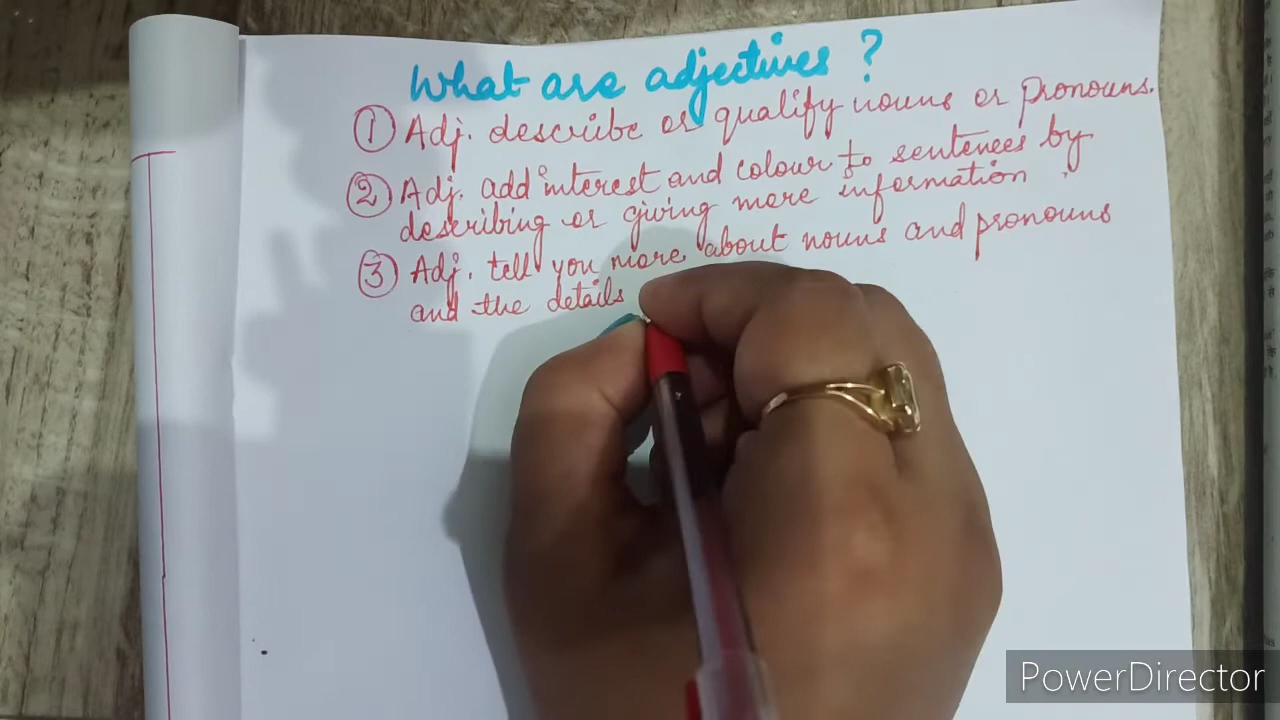 What are adjectives ?
① Adj. describe or qualify nouns or pronouns.
② Adj. add interest and colour to sentences by
describing or giving more information .
③ Adj. tell you more about nouns and pronouns
and the details
PowerDirector